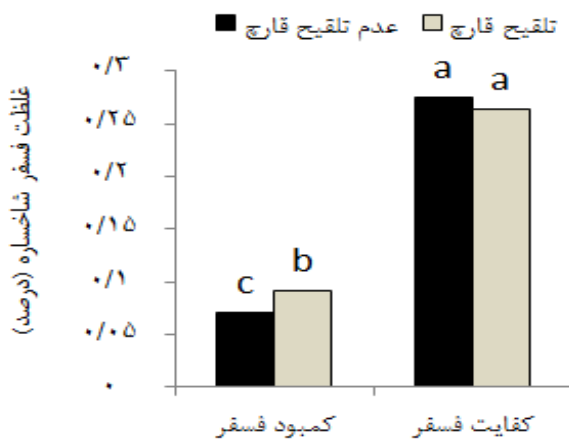 عدم تلقیح قارچ
تلقیح قارچ
غلظت فسفر شاخساره (درصد)
۰/۳
۰/۲۵
۰/۲
۰/۱۵
۰/۱
۰/۰۵
۰
a
a
c
b
کمبود فسفر
کفایت فسفر